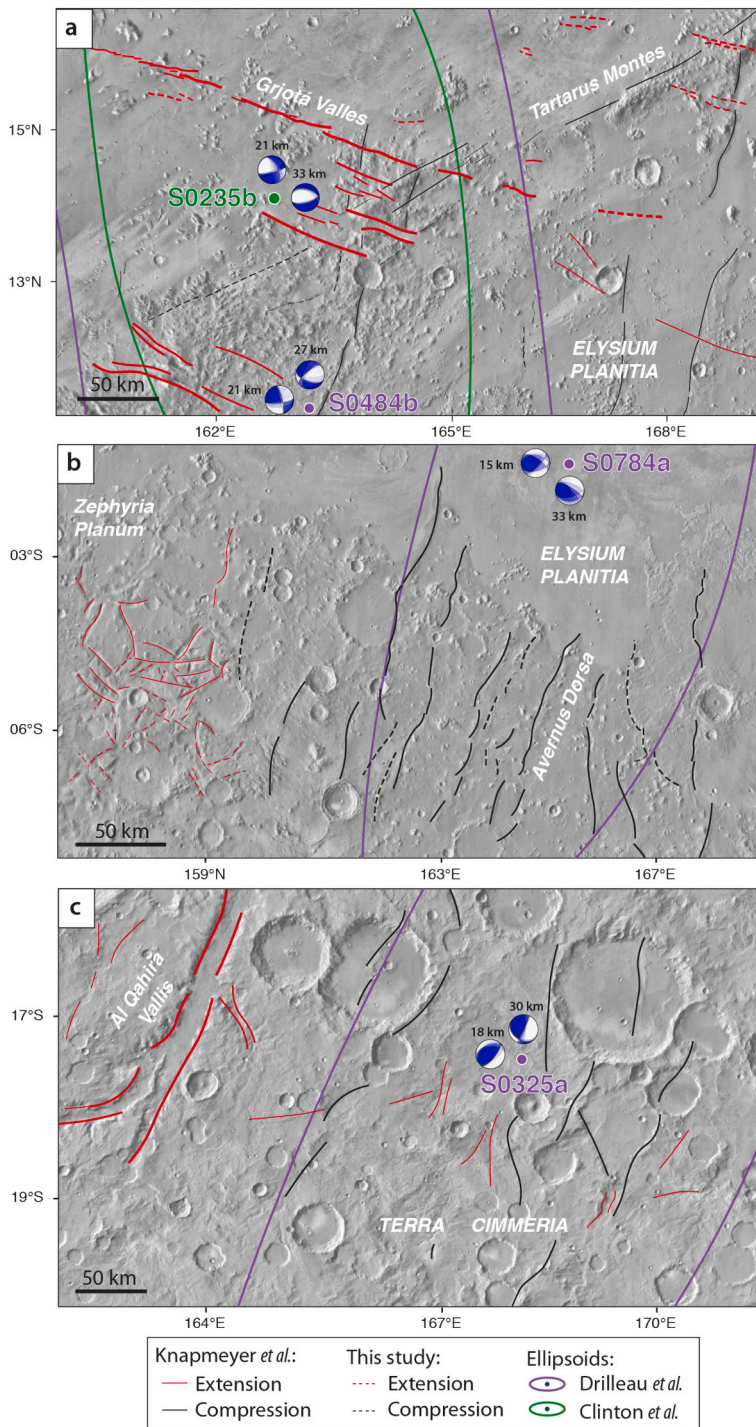 a
Grjotá Valles
Tartarus Montes
15°N
21 km
33 km
S0235b
13°N
ELYSIUM
PLANITIA
27 km
21 km
S0484b
50 km
162°E
165°E
168°E
b
Zephyria
Planum
15 km
S0784a
33 km
03°S
ELYSIUM
PLANITIA
Avernus Dorsa
06°S
50 km
159°N
163°E
167°E
c
Al Qahira
Vallis
17°S
30 km
18 km
S0325a
19°S
TERRA CIMMERIA
50 km
164°E
167°E
170°E
Knapmeyer et al.: This study: Ellipsoids:
Extension Extension Drilleau et al.
Compression Compression Clinton et al.